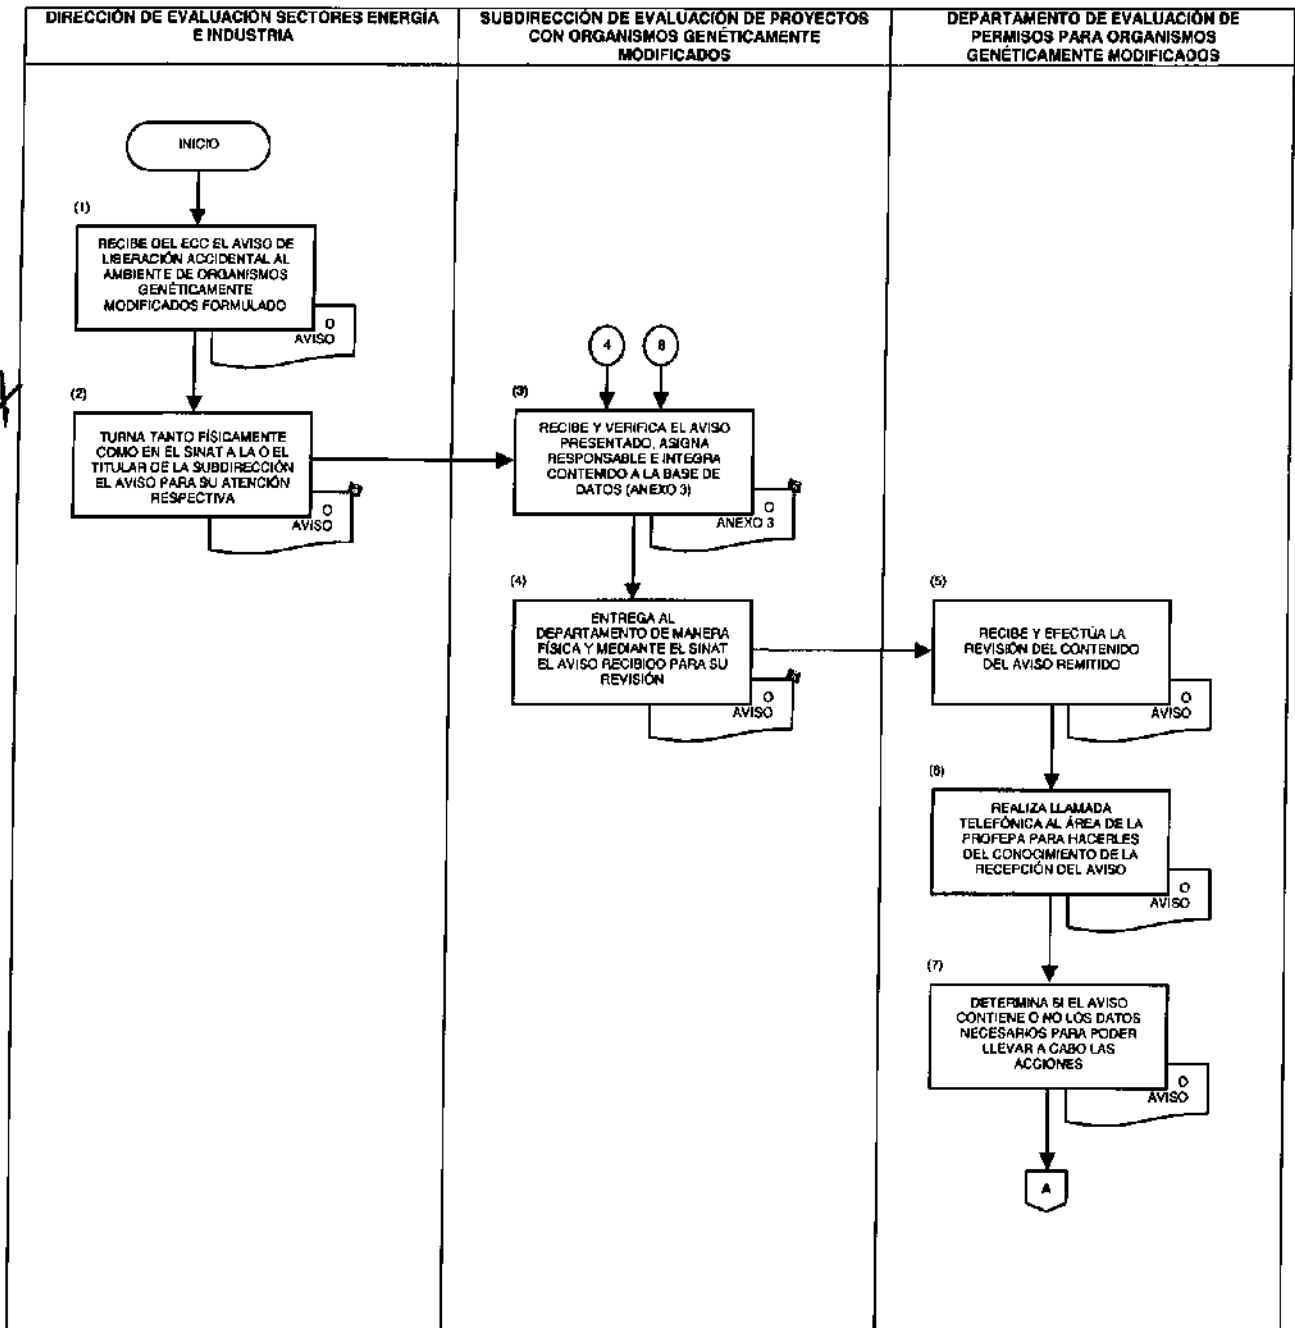 DIRECCIÓN DE EVALUACIÓN SECTORES ENERGÍA
E INDUSTRIA
SUBDIRECCIÓN DE EVALUACIÓN DE PROYECTOS
CON ORGANISMOS GENÉTICAMENTE
MODIFICADOS
DEPARTAMENTO DE EVALUACIÓN DE
PERMISOS PARA ORGANISMOS
GENÉTICAMENTE MODIFICADOS
INICIO
(1)
RECIBE DEL ECC EL AVISO DE
LIBERACIÓN ACCIDENTAL AL
AMBIENTE DE ORGANISMOS
GENÉTICAMENTE
MODIFICADOS FORMULADO
O
AVISO
(2)
TURNA TANTO FÍSICAMENTE
COMO EN EL SINAT A LA O EL
TITULAR DE LA SUBDIRECCIÓN
EL AVISO PARA SU ATENCIÓN
RESPECTIVA
O
AVISO
4
8
(3)
RECIBE Y VERIFICA EL AVISO
PRESENTADO, ASIGNA
RESPONSABLE E INTEGRA
CONTENIDO A LA BASE DE
DATOS (ANEXO 3)
O
ANEXO 3
(4)
ENTREGA AL
DEPARTAMENTO DE MANERA
FÍSICA Y MEDIANTE EL SINAT
EL AVISO RECIBIDO PARA SU
REVISIÓN
O
AVISO
(5)
RECIBE Y EFECTÚA LA
REVISIÓN DEL CONTENIDO
DEL AVISO REMITIDO
O
AVISO
(6)
REALIZA LLAMADA
TELEFÓNICA AL ÁREA DE LA
PROFEPA PARA HACERLES
DEL CONOCIMIENTO DE LA
RECEPCIÓN DEL AVISO
O
AVISO
(7)
DETERMINA SI EL AVISO
CONTIENE O NO LOS DATOS
NECESARIOS PARA PODER
LLEVAR A CABO LAS
ACCIONES
O
AVISO
A